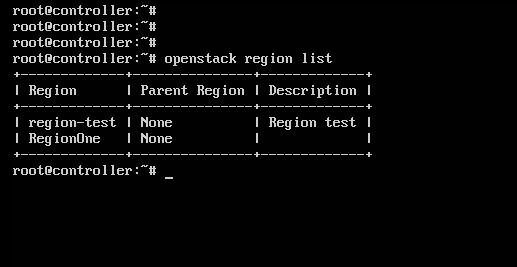 root@controller:~#
root@controller:~#
root@controller:~#
root@controller:~# openstack region list
+-------------+---------------+-------------+
| Region      | Parent Region | Description |
+-------------+---------------+-------------+
| region-test | None          | Region test |
| RegionOne   | None          |             |
+-------------+---------------+-------------+
root@controller:~# _